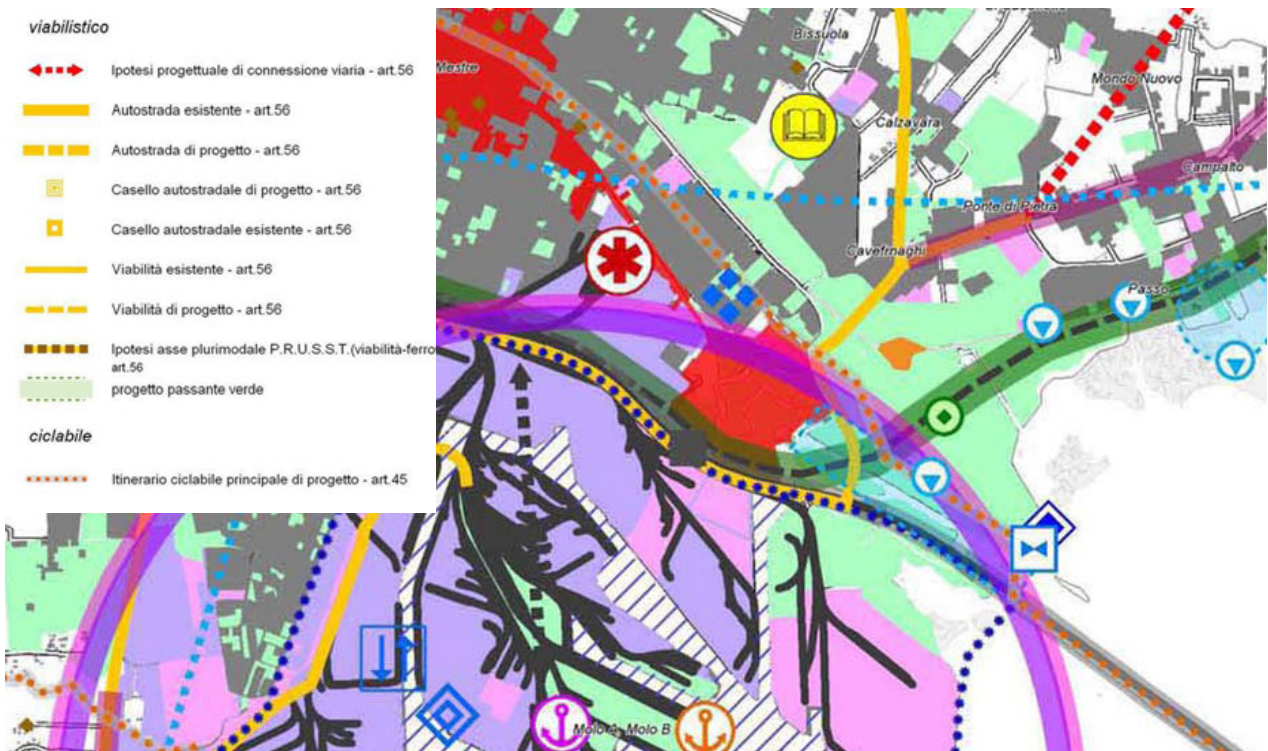 viabilistico
Ipotesi progettuale di connessione viaria - art.56
Autostrada esistente - art.56
Autostrada di progetto - art.56
Casello autostradale di progetto - art.56
Casello autostradale esistente - art.56
Viabilità esistente - art.56
Viabilità di progetto - art.56
Ipotesi asse plurimodale P.R.U.S.S.T.(viabilità-ferro
art.56
progetto passante verde
ciclabile
Itinerario ciclabile principale di progetto - art.45
Bissuola
Mestre
Mondo Nuovo
Calzavara
Campalto
Ponte di Pietra
Cavefrnaghi
Passo
Molo A, Molo B